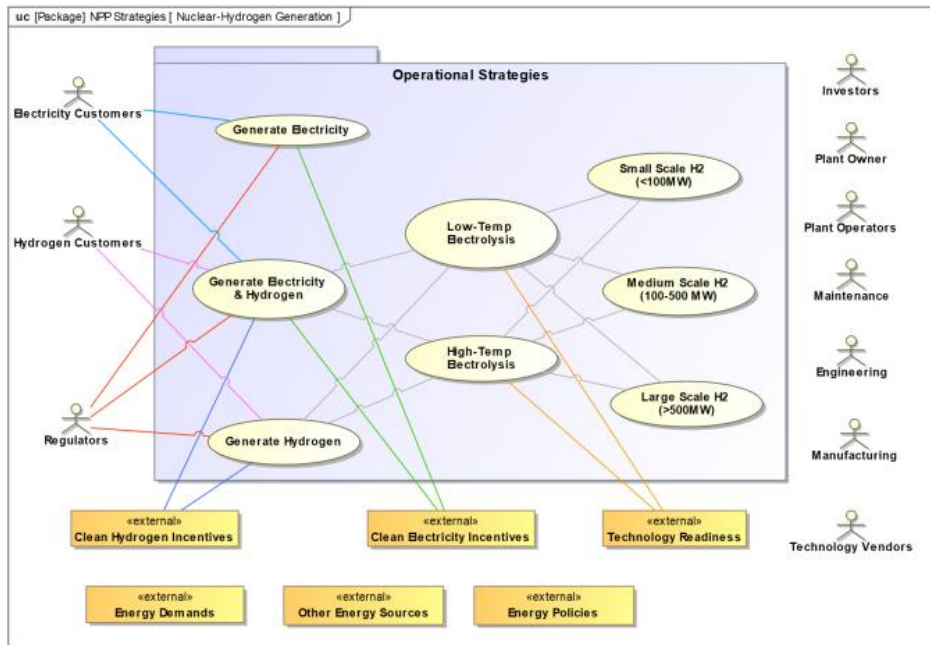 uc [Package] NPP Strategies [ Nuclear-Hydrogen Generation ]
Operational Strategies
Electricity Customers
Generate Electricity
Investors
Plant Owner
Small Scale H2
(<100MW)
Hydrogen Customers
Low-Temp
Electrolysis
Plant Operators
Generate Electricity
& Hydrogen
Medium Scale H2
(100-500 MW)
Maintenance
High-Temp
Electrolysis
Engineering
Large Scale H2
(>500MW)
Regulators
Generate Hydrogen
Manufacturing
«external»
Clean Hydrogen Incentives
«external»
Clean Electricity Incentives
«external»
Technology Readiness
Technology Vendors
«external»
Energy Demands
«external»
Other Energy Sources
«external»
Energy Policies